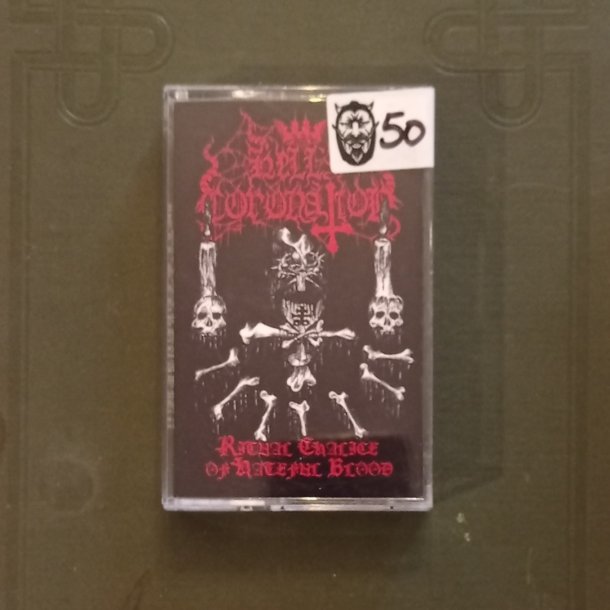 50
Hell
Coronation
Ritual Chalice
of Hateful Blood